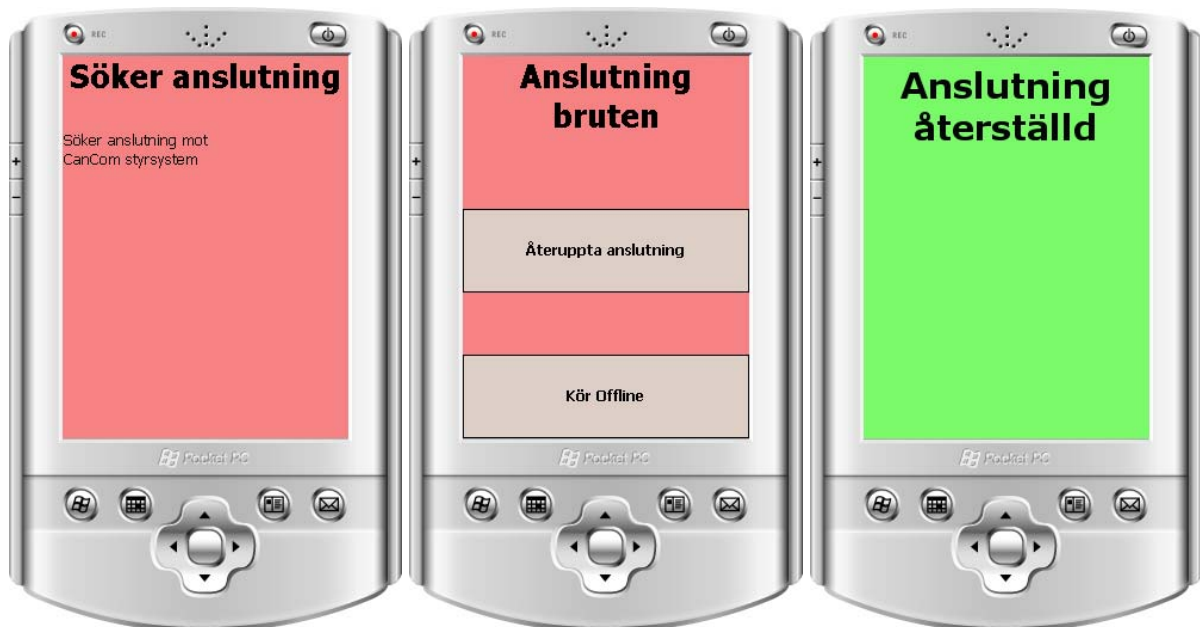 REC
Söker anslutning
Söker anslutning mot
CanCom styrsystem
+
-
Pocket PC
REC
Anslutning
bruten
+
-
Återuppta anslutning
Kör Offline
Pocket PC
REC
Anslutning
återställd
+
-
Pocket PC